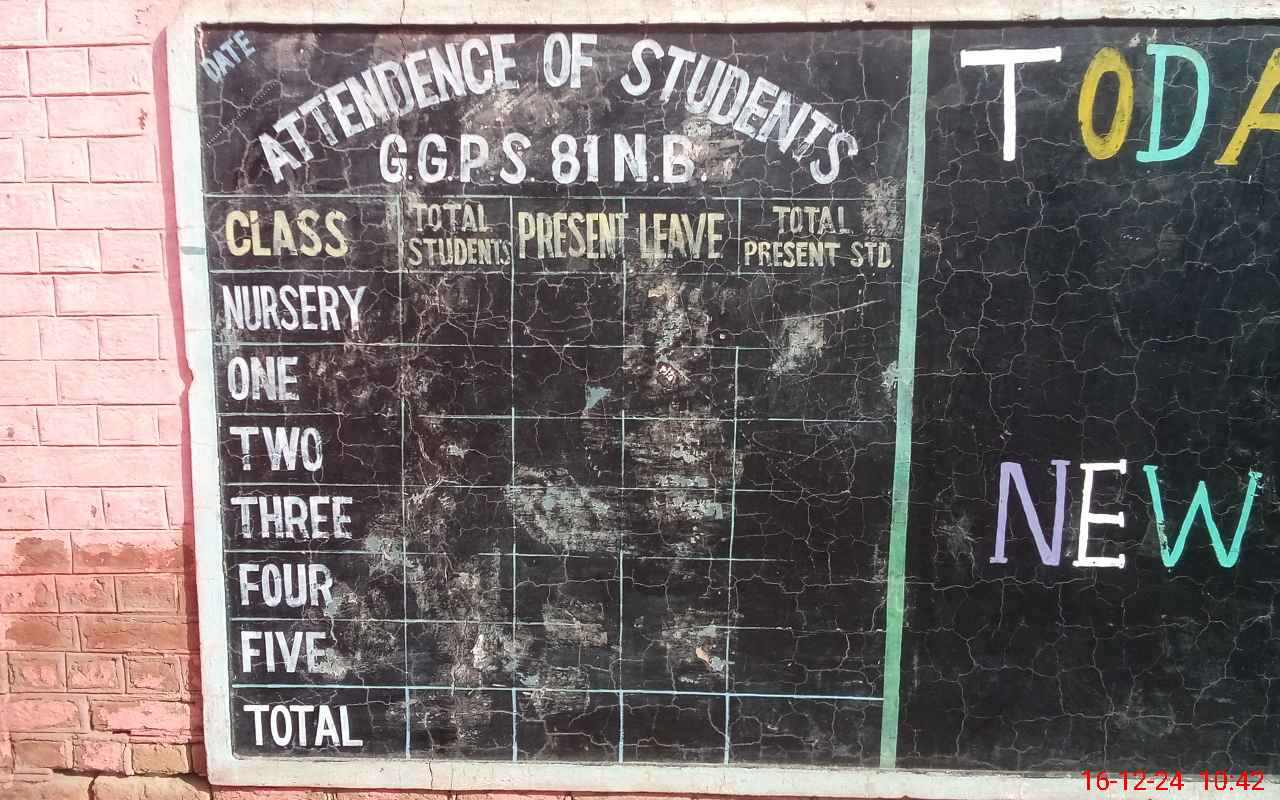 DATE
ATTENDENCE OF STUDENTS
G.G.P.S. 81 N.B.
CLASS TOTAL STUDENTS PRESENT LEAVE TOTAL PRESENT STD.
NURSERY
ONE
TWO
THREE
FOUR
FIVE
TOTAL
TODA
NEW
16-12-24 10:42